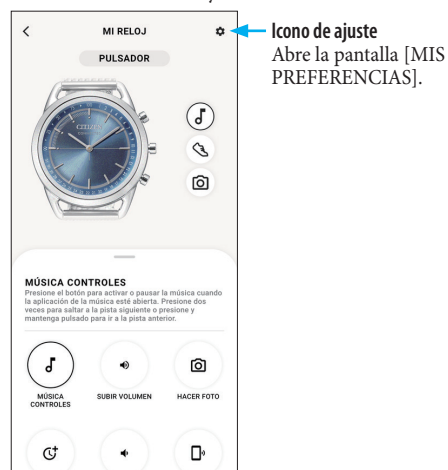 MI RELOJ
Icono de ajuste
Abre la pantalla [MIS
PREFERENCIAS].
PULSADOR
CITIZEN
MÚSICA CONTROLES
Presione el botón para activar o pausar la música cuando
la aplicación de la música esté abierta. Presione dos
veces para saltar a la pista siguiente o presione y
mantenga pulsado para ir a la pista anterior.
MÚSICA
CONTROLES
SUBIR VOLUMEN
HACER FOTO